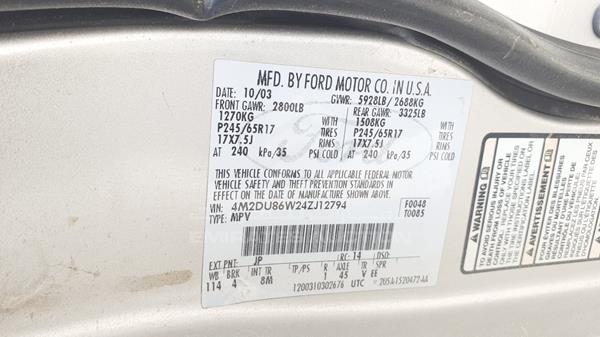 MFD. BY FORD MOTOR CO. IN U.S.A.
DATE: 10/03 GVWR: 5928LB/ 2688KG
FRONT GAWR: 2800LB REAR GAWR: 3325LB
1270KG 1508KG
P245/65R17 TIRES P245/65R17 TIRES
17X7.5J RIMS 17X7.5J RIMS
AT 240 kPa/35 PSI COLD AT 240 kPa/35 PSI COLD
THIS VEHICLE CONFORMS TO ALL APPLICABLE FEDERAL MOTOR
VEHICLE SAFETY AND THEFT PREVENTION STANDARDS IN
EFFECT ON THE DATE OF MANUFACTURE SHOWN ABOVE.
VIN: 4M2DU86W24ZJ12794 F0048
TYPE: MPV T0085
EXT PNT: JP RC: 14 DSO:
WB BRK INT TR TP/PS R AXLE TR SPR
114 4 8M 1 45 V EE
1200310302676 UTC
Ford
WARNING
TO AVOID SERIOUS